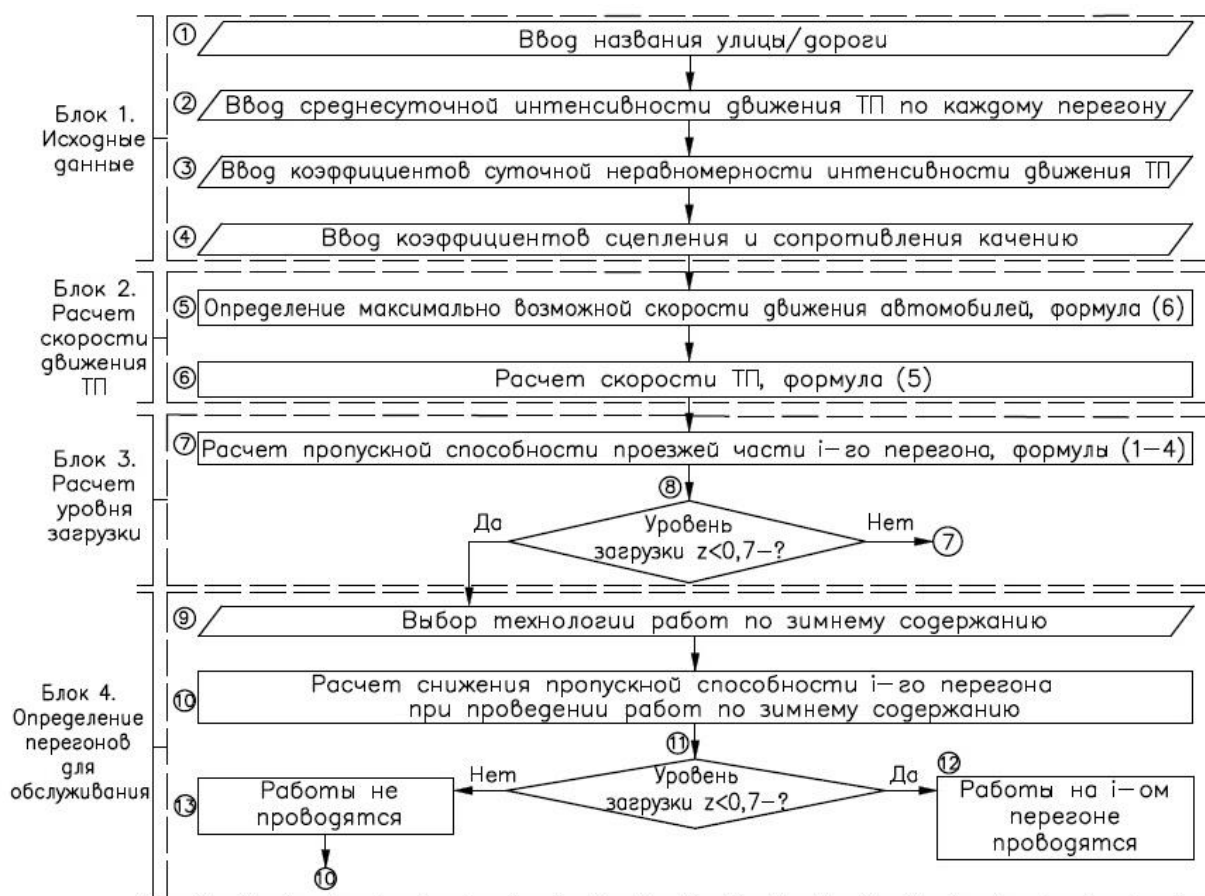 Блок 1.
Исходные
данные
①
Ввод названия улицы/дороги
②
Ввод среднесуточной интенсивности движения ТП по каждому перегону
③
Ввод коэффициентов суточной неравномерности интенсивности движения ТП
④
Ввод коэффициентов сцепления и сопротивления качению
Блок 2.
Расчет
скорости
движения
ТП
⑤
Определение максимально возможной скорости движения автомобилей, формула (6)
⑥
Расчет скорости ТП, формула (5)
Блок 3.
Расчет
уровня
загрузки
⑦
Расчет пропускной способности проезжей части i-го перегона, формулы (1-4)
⑧
Да
Уровень
загрузки z<0,7-?
Нет
⑦
Блок 4.
Определение
перегонов
для
обслуживания
⑨
Выбор технологии работ по зимнему содержанию
⑩
Расчет снижения пропускной способности i-го перегона
при проведении работ по зимнему содержанию
⑪
Нет
Уровень
загрузки z<0,7-?
Да
⑫
Работы на i-ом
перегоне
проводятся
⑬
Работы не
проводятся
⑩